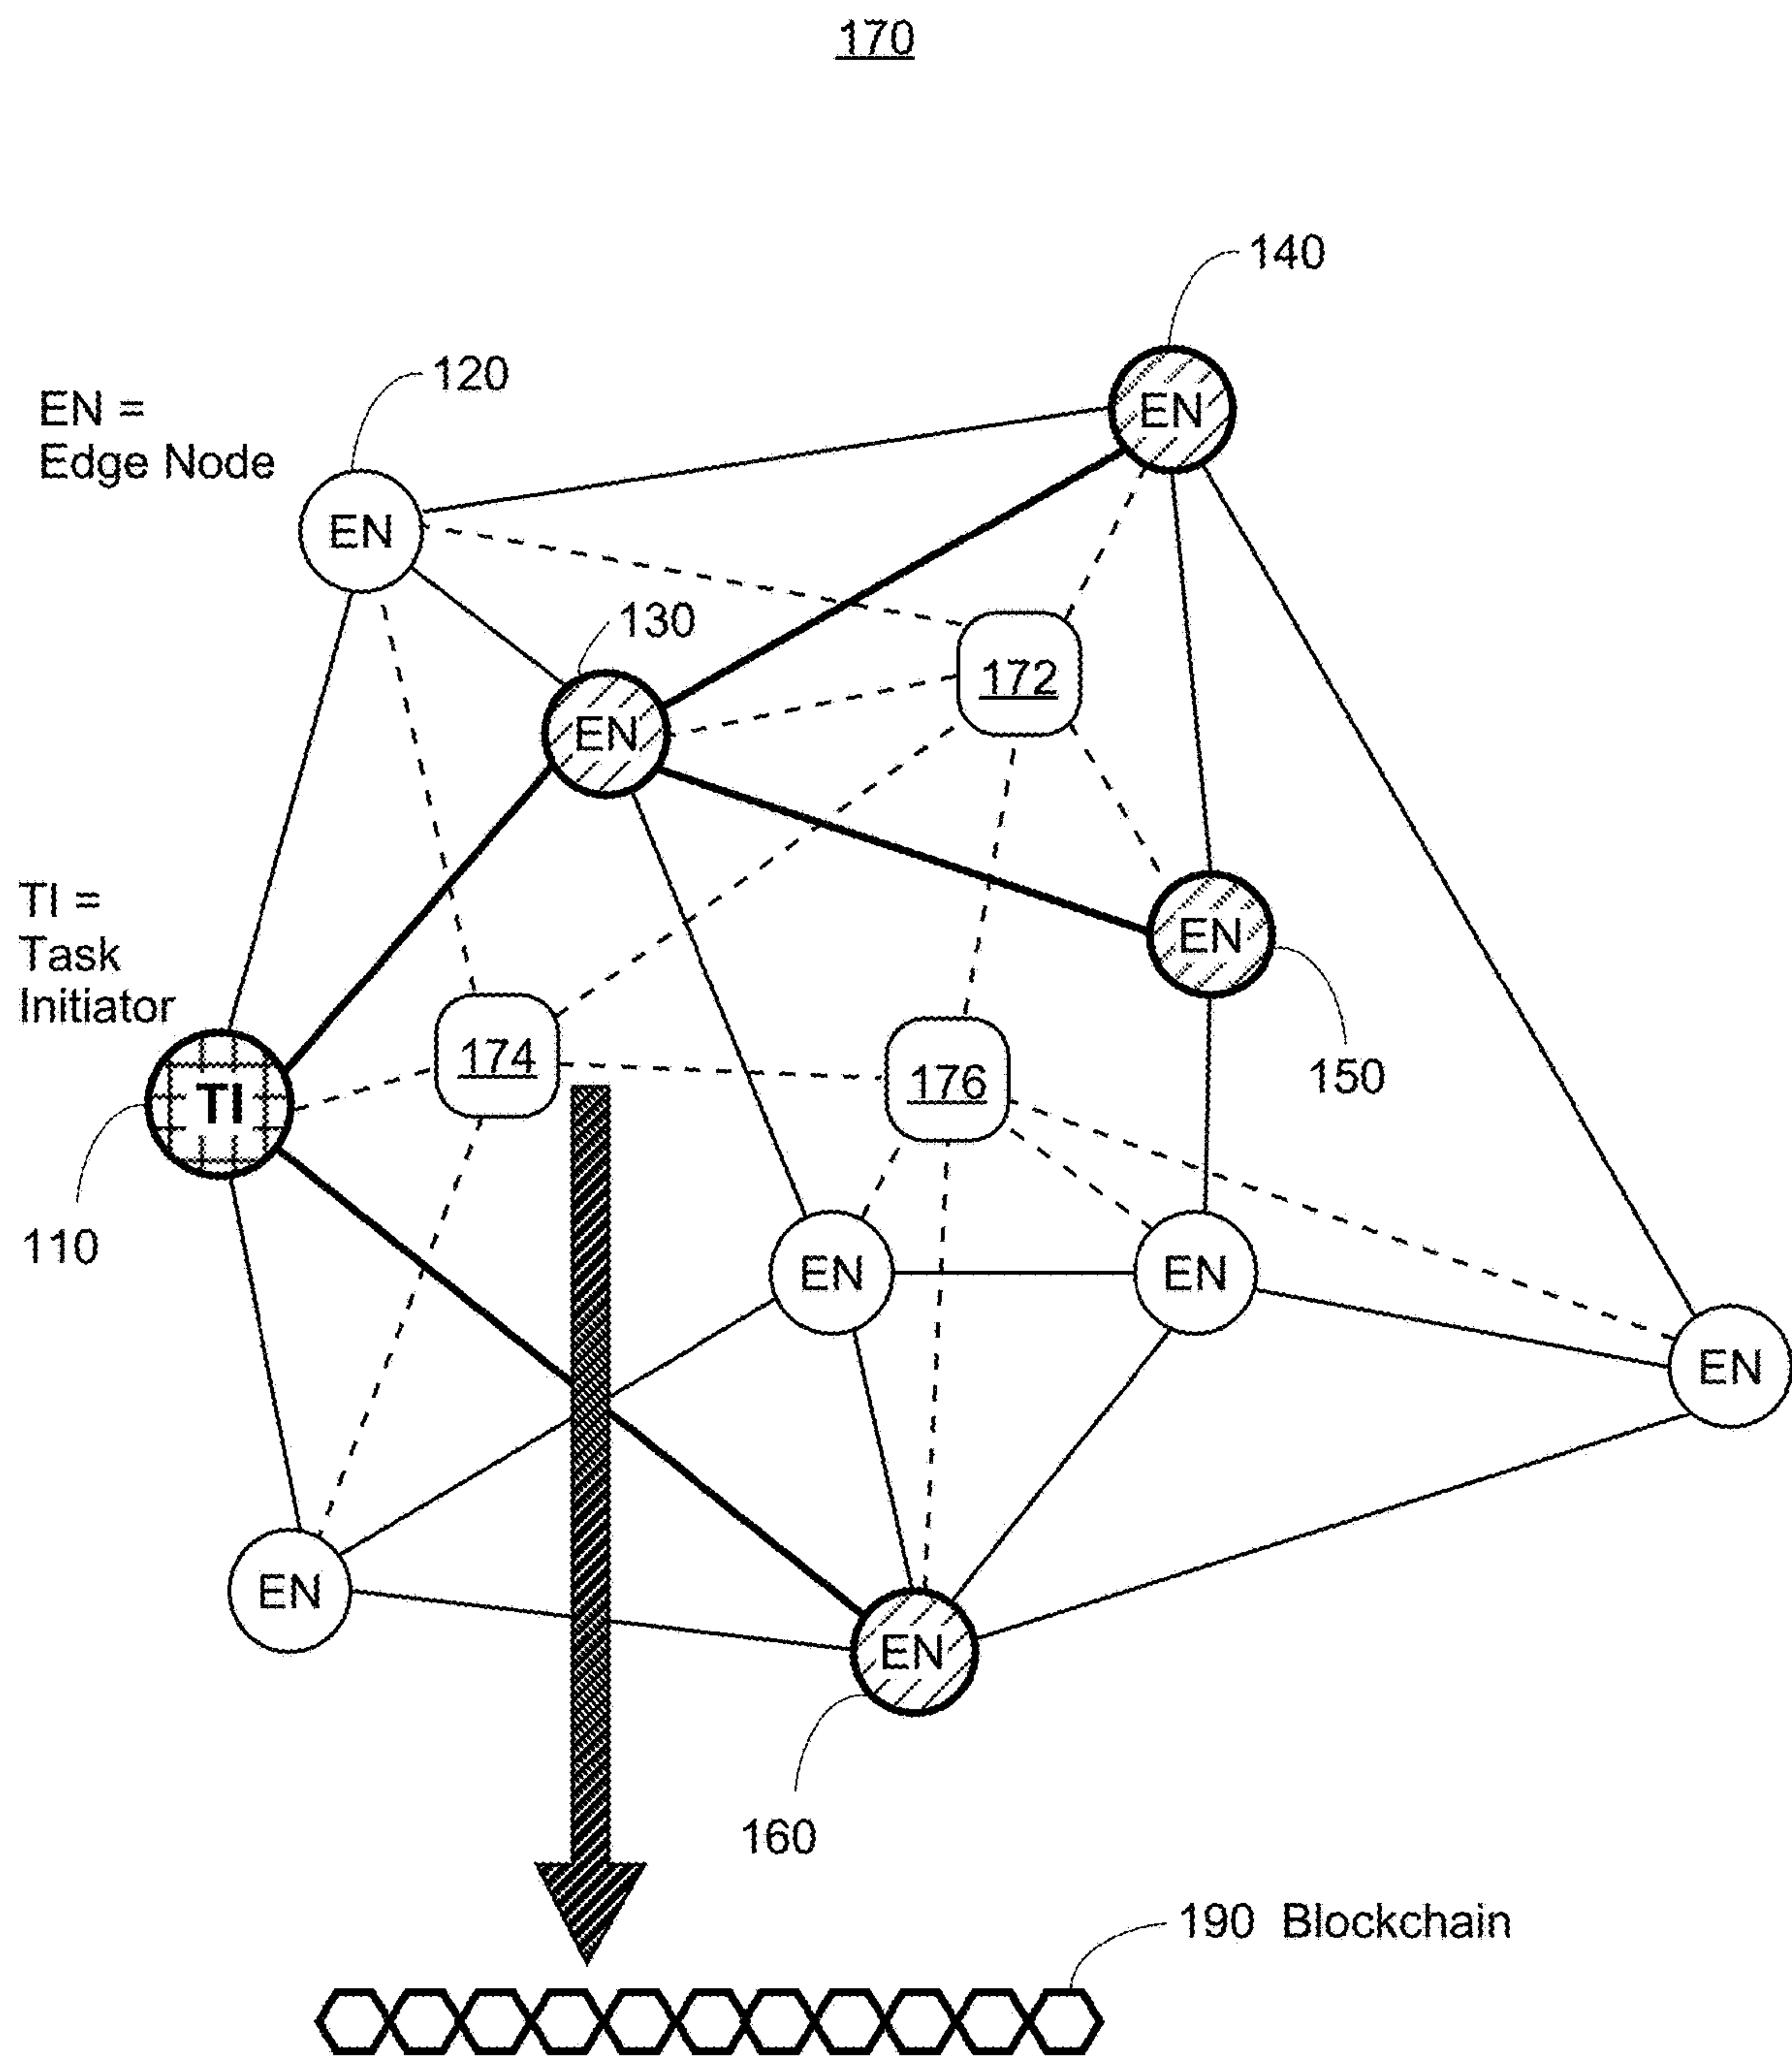 170
140
120
EN =
Edge Node
EN
EN
130
172
EN
TI =
Task
Initiator
EN
174
176
150
TI
110
EN
EN
EN
EN
EN
160
190 Blockchain